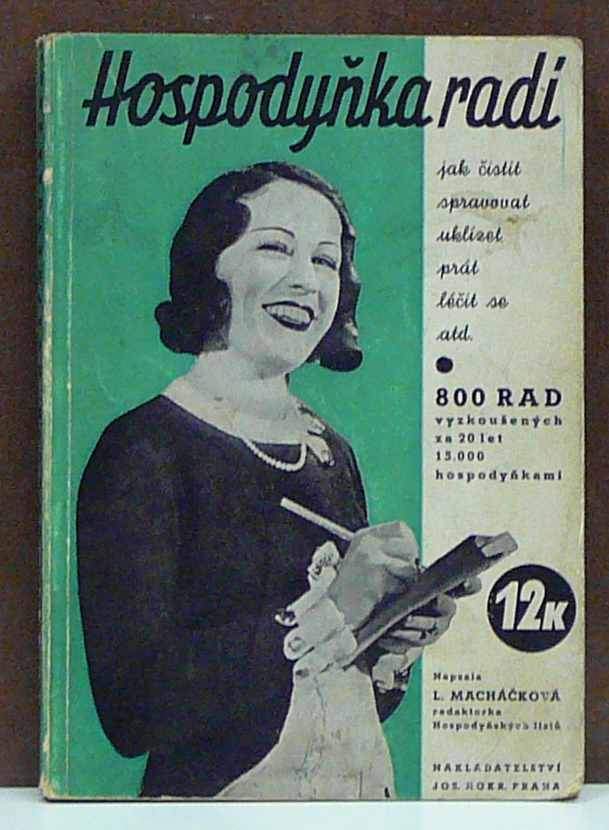 Hospodyňka radí
jak čistit
spravovat
uklízet
prát
léčit se
atd.
800 RAD
vyzkoušených
za 20 let
15.000
hospodyňkami
12K
Napsala
L. MACHÁČKOVÁ
redaktorka
Hospodyňských listů
NAKLADATELSTVÍ
JOS. HOKR, PRAHA